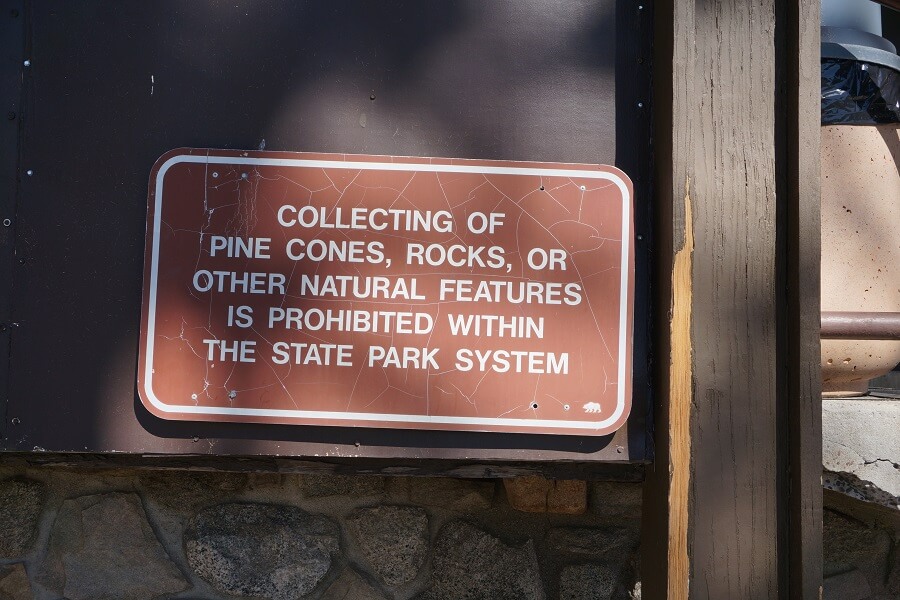 COLLECTING OF
PINE CONES, ROCKS, OR
OTHER NATURAL FEATURES
IS PROHIBITED WITHIN
THE STATE PARK SYSTEM